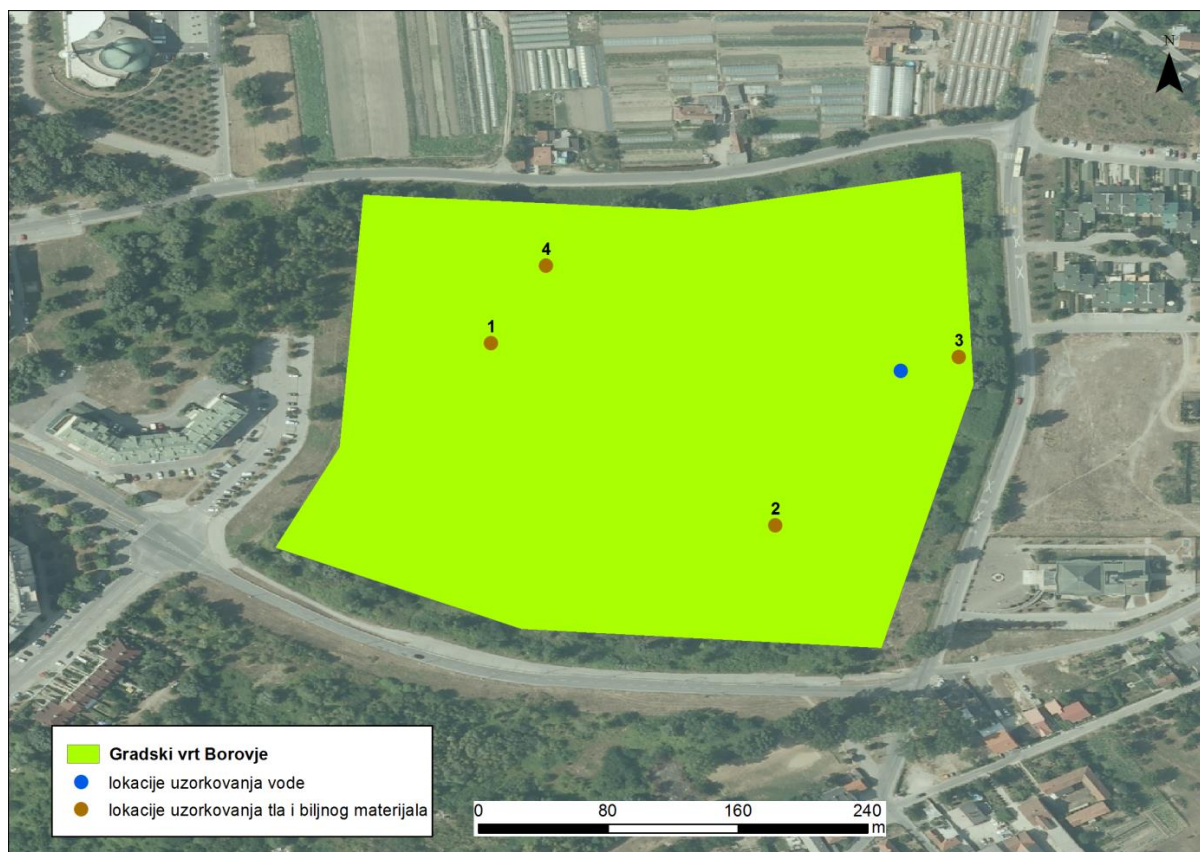 N
4
1
3
2
Gradski vrt Borovje
lokacije uzorkovanja vode
lokacije uzorkovanja tla i biljnog materijala
0 80 160 240
m